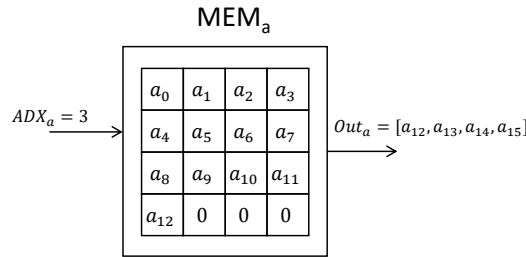 MEMₐ
a₀ a₁ a₂ a₃
ADXₐ = 3
a₄ a₅ a₆ a₇
Outₐ = [a₁₂, a₁₃, a₁₄, a₁₅]
a₈ a₉ a₁₀ a₁₁
a₁₂ 0 0 0